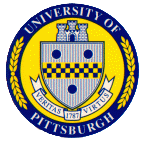 UNIVERSITY OF
PITTSBURGH
VERITAS 1787 VIRTUS